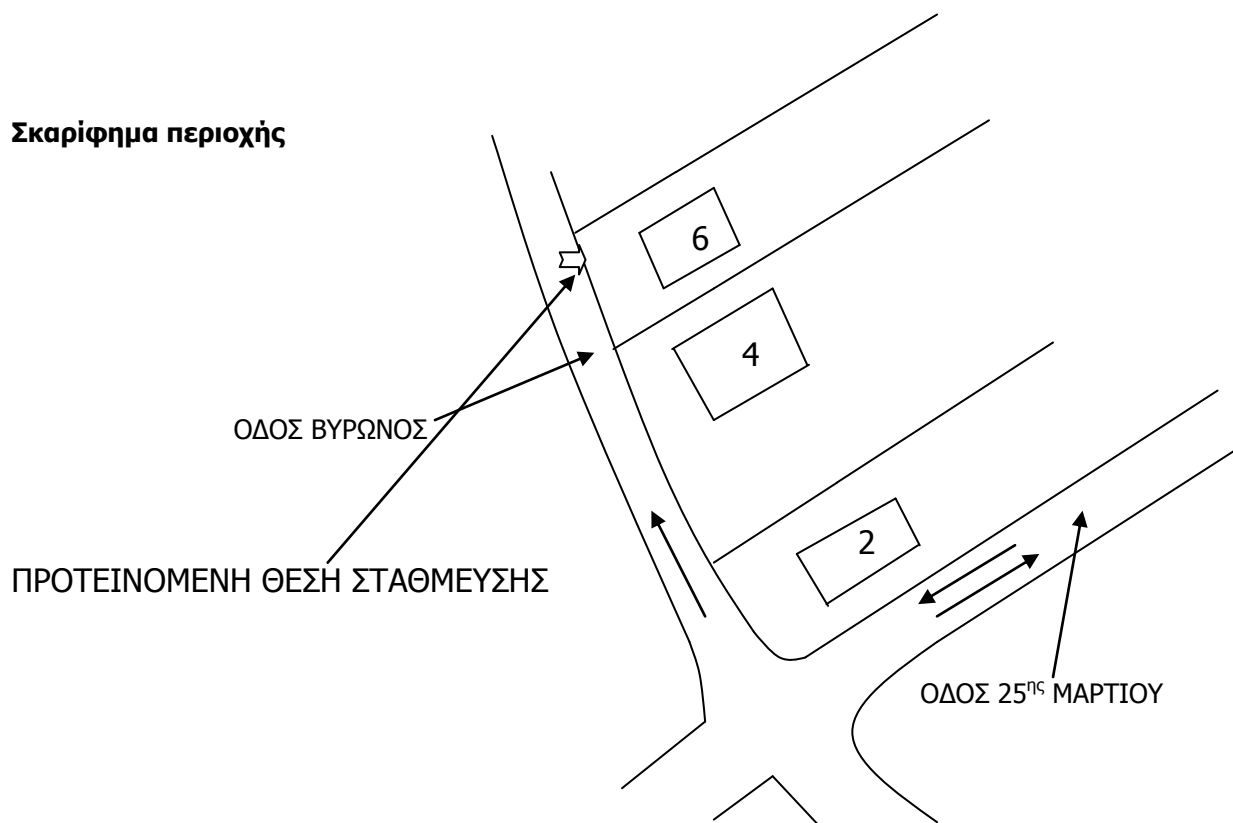 Σκαρίφημα περιοχής
6
4
ΟΔΟΣ ΒΥΡΩΝΟΣ
2
ΠΡΟΤΕΙΝΟΜΕΝΗ ΘΕΣΗ ΣΤΑΘΜΕΥΣΗΣ
ΟΔΟΣ 25ης ΜΑΡΤΙΟΥ